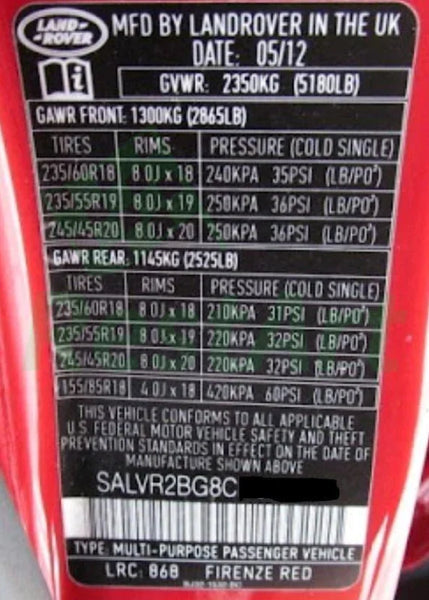 LAND-
ROVER
MFD BY LANDROVER IN THE UK
DATE: 05/12
GVWR: 2350KG (5180LB)
GAWR FRONT: 1300KG (2865LB)
TIRES RIMS PRESSURE (COLD SINGLE)
235/60R18 8.0J x 18 240KPA 35PSI (LB/PO²)
235/55R19 8.0J x 19 250KPA 36PSI (LB/PO²)
245/45R20 8.0J x 20 250KPA 36PSI (LB/PO²)
GAWR REAR: 1145KG (2525LB)
TIRES RIMS PRESSURE (COLD SINGLE)
235/60R18 8.0J x 18 210KPA 31PSI (LB/PO²)
235/55R19 8.0J x 19 220KPA 32PSI (LB/PO²)
245/45R20 8.0J x 20 220KPA 32PSI (LB/PO²)
155/85R18 4.0J x 18 420KPA 60PSI (LB/PO²)
THIS VEHICLE CONFORMS TO ALL APPLICABLE
U.S. FEDERAL MOTOR VEHICLE SAFETY AND THEFT
PREVENTION STANDARDS IN EFFECT ON THE DATE OF
MANUFACTURE SHOWN ABOVE
SALVR2BG8C
TYPE: MULTI-PURPOSE PASSENGER VEHICLE
LRC: 868 FIRENZE RED